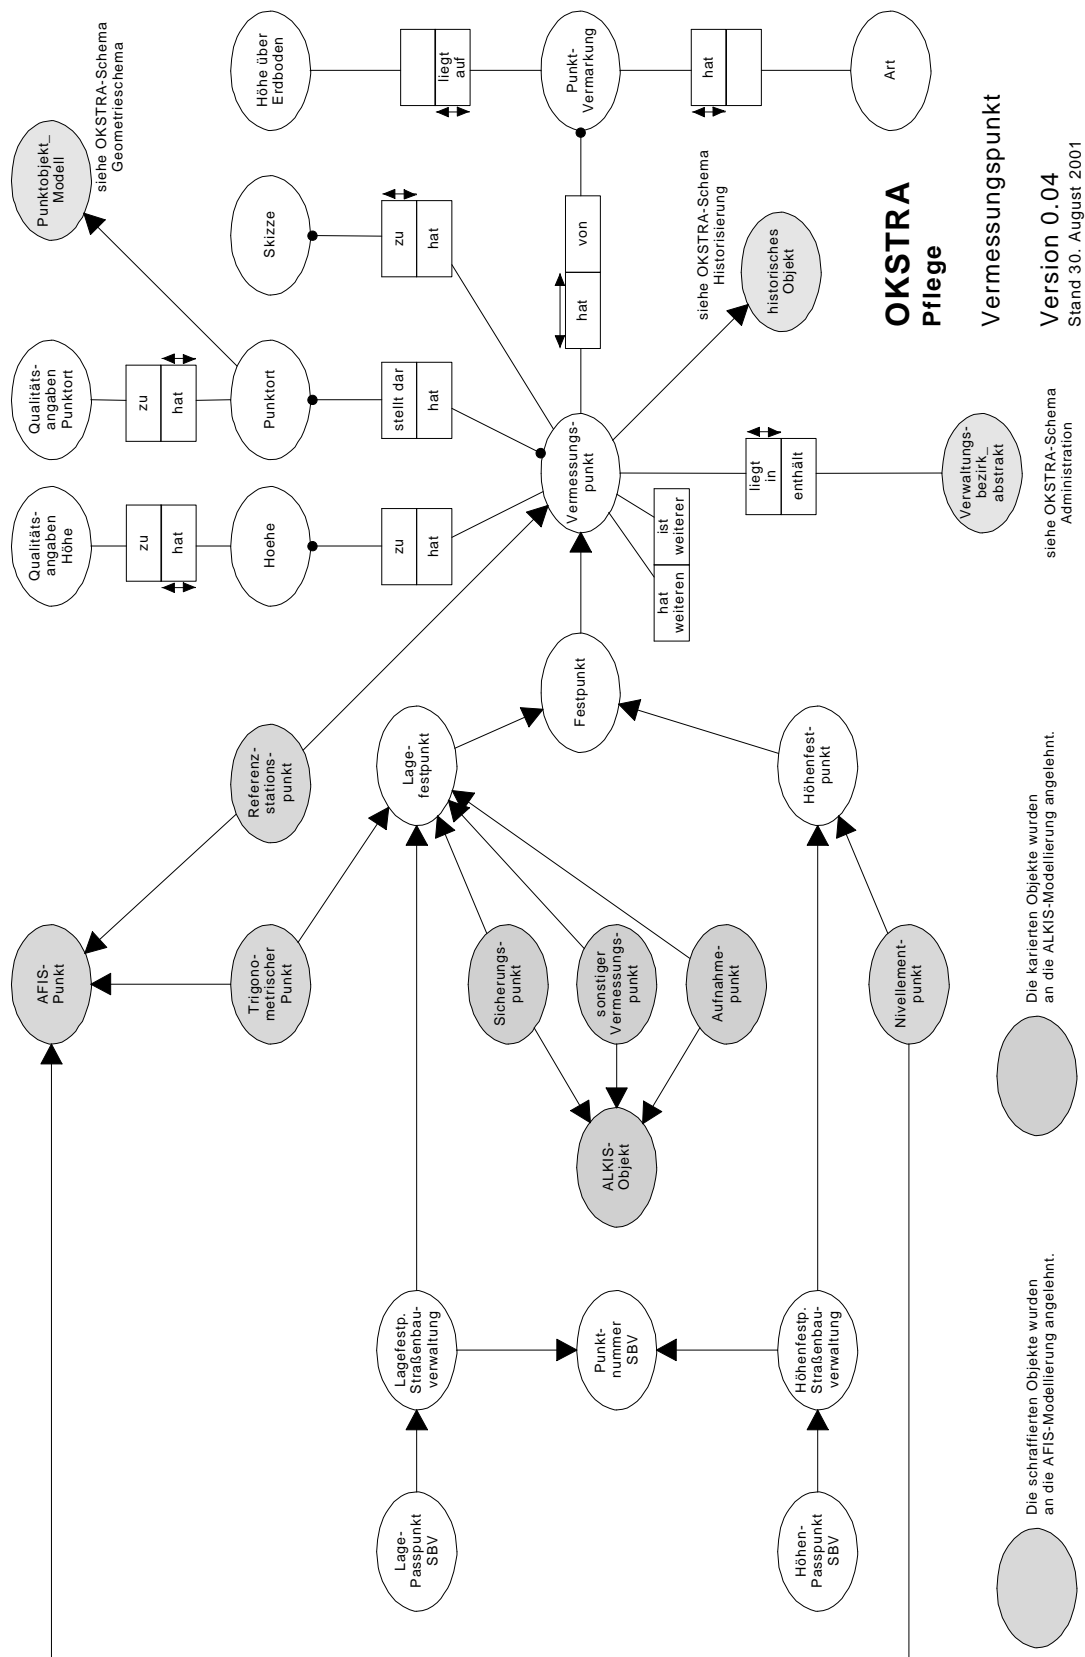 AFIS-
Punkt
Qualitäts-
angaben
Höhe
Qualitäts-
angaben
Punktort
Punktobjekt_
Modell
siehe OKSTRA-Schema
Geometrieschema
zu
hat
zu
hat
Trigono-
metrischer
Punkt
Referenz-
stations-
punkt
Hoehe
Punktort
Skizze
Höhe über
Erdboden
Lage-
Passpunkt
SBV
Lagefestp.
Straßenbau-
verwaltung
Lage-
festpunkt
zu
hat
stellt dar
hat
zu
hat
liegt
auf
Sicherungs-
punkt
ALKIS-
Objekt
sonstiger
Vermessungs-
punkt
Aufnahme-
punkt
Punkt-
nummer
SBV
Festpunkt
Vermessungs-
punkt
hat
von
Punkt-
Vermarkung
hat
weiteren
ist
weiterer
siehe OKSTRA-Schema
Historisierung
hat
historisches
Objekt
liegt
in
enthält
Höhen-
Passpunkt
SBV
Höhenfestp.
Straßenbau-
verwaltung
Höhenfest-
punkt
Nivellement-
punkt
Art
Verwaltungs-
bezirk_
abstrakt
siehe OKSTRA-Schema
Administration
OKSTRA
Pflege
Vermessungspunkt
Version 0.04
Stand 30. August 2001
Die schraffierten Objekte wurden
an die AFIS-Modellierung angelehnt.
Die karierten Objekte wurden
an die ALKIS-Modellierung angelehnt.